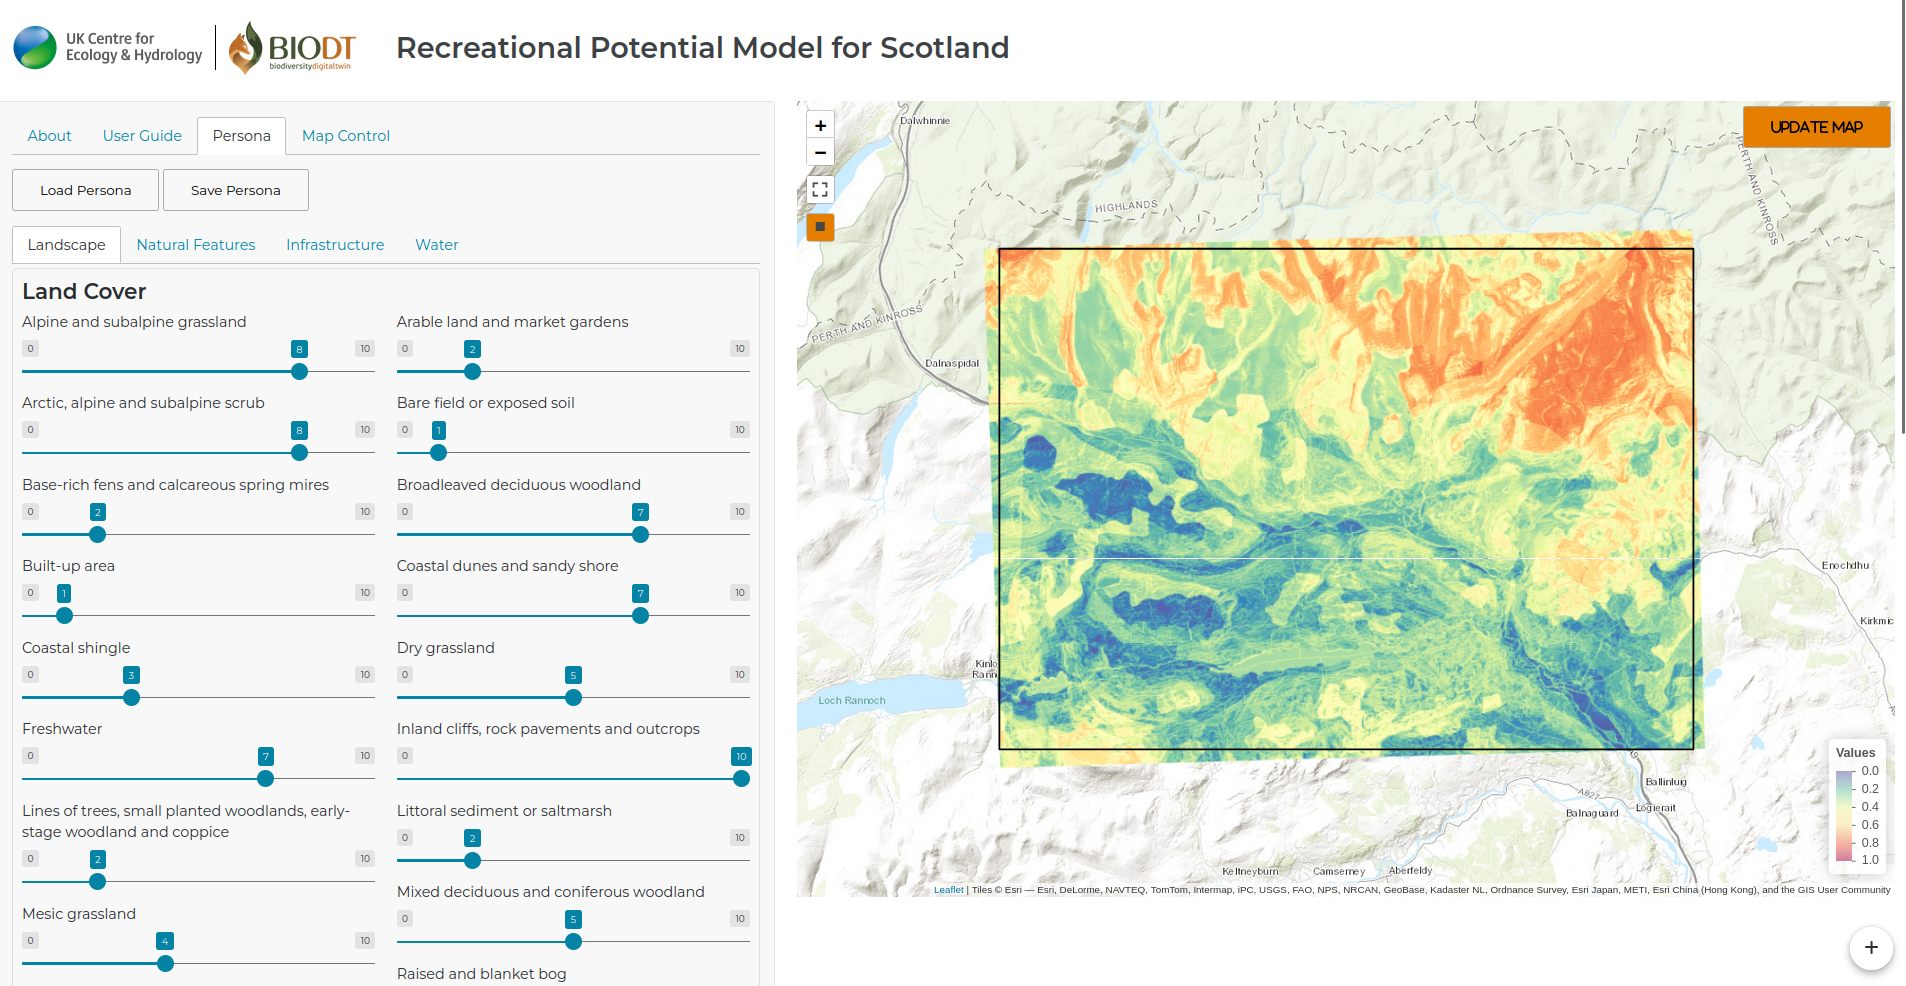 UK Centre for
Ecology & Hydrology
BIODT
biodiversitydigitaltwin
Recreational Potential Model for Scotland
About
User Guide
Persona
Map Control
Load Persona
Save Persona
Landscape
Natural Features
Infrastructure
Water
Land Cover
Alpine and subalpine grassland
0
8
10
Arctic, alpine and subalpine scrub
0
8
10
Base-rich fens and calcareous spring mires
0
2
10
Built-up area
0
1
10
Coastal shingle
0
3
10
Freshwater
0
7
10
Lines of trees, small planted woodlands, early-
stage woodland and coppice
0
2
10
Mesic grassland
0
4
10
Arable land and market gardens
0
2
10
Bare field or exposed soil
0
1
10
Broadleaved deciduous woodland
0
7
10
Coastal dunes and sandy shore
0
7
10
Dry grassland
0
5
10
Inland cliffs, rock pavements and outcrops
0
10
Littoral sediment or saltmarsh
0
2
10
Mixed deciduous and coniferous woodland
0
5
10
Raised and blanket bog
+
−
UPDATE MAP
Dalwhinnie
HIGHLANDS
PERTH AND KINROSS
PERTH AND KINROSS
Dalnaspidal
Enochdhu
Kirkmic
Kinlo
Rann
Loch Rannoch
A9
Ballinluig
A827
Logierait
Balnaguard
Keltneyburn
Camserney
Aberfeldy
Values
0.0
0.2
0.4
0.6
0.8
1.0
Leaflet | Tiles © Esri — Esri, DeLorme, NAVTEQ, TomTom, Intermap, iPC, USGS, FAO, NPS, NRCAN, GeoBase, Kadaster NL, Ordnance Survey, Esri Japan, METI, Esri China (Hong Kong), and the GIS User Community
+